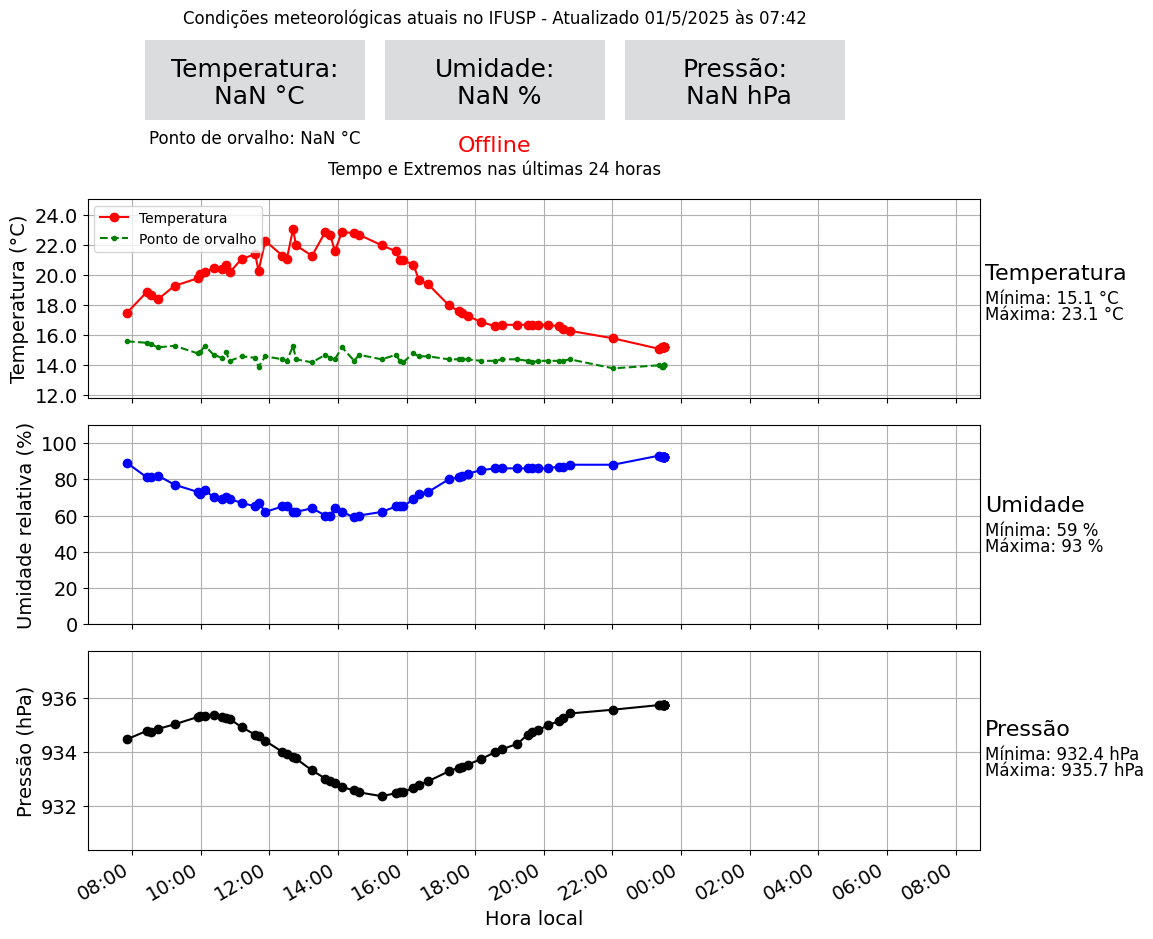 Condições meteorológicas atuais no IFUSP - Atualizado 01/5/2025 às 07:42
Temperatura:
NaN °C
Umidade:
NaN %
Pressão:
NaN hPa
Ponto de orvalho: NaN °C
Offline
Tempo e Extremos nas últimas 24 horas
Temperatura (°C)
24.0
22.0
20.0
18.0
16.0
14.0
12.0
Temperatura
Ponto de orvalho
Temperatura
Mínima: 15.1 °C
Máxima: 23.1 °C
Umidade relativa (%)
100
80
60
40
20
0
Umidade
Mínima: 59 %
Máxima: 93 %
Pressão (hPa)
936
934
932
Pressão
Mínima: 932.4 hPa
Máxima: 935.7 hPa
08:00 10:00 12:00 14:00 16:00 18:00 20:00 22:00 00:00 02:00 04:00 06:00 08:00
Hora local